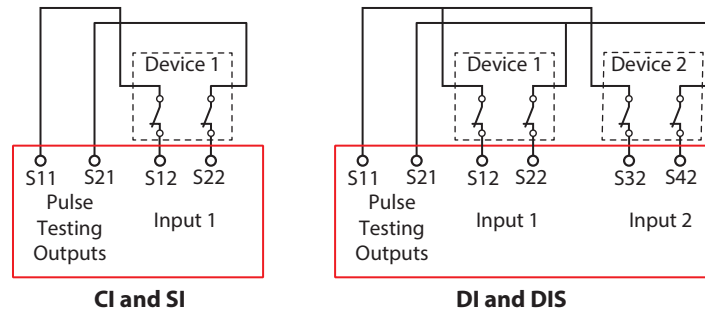 Device 1
S11 S21 S12 S22
Pulse
Testing
Outputs
Input 1
CI and SI
Device 1 Device 2
S11 S21 S12 S22 S32 S42
Pulse
Testing
Outputs
Input 1 Input 2
DI and DIS